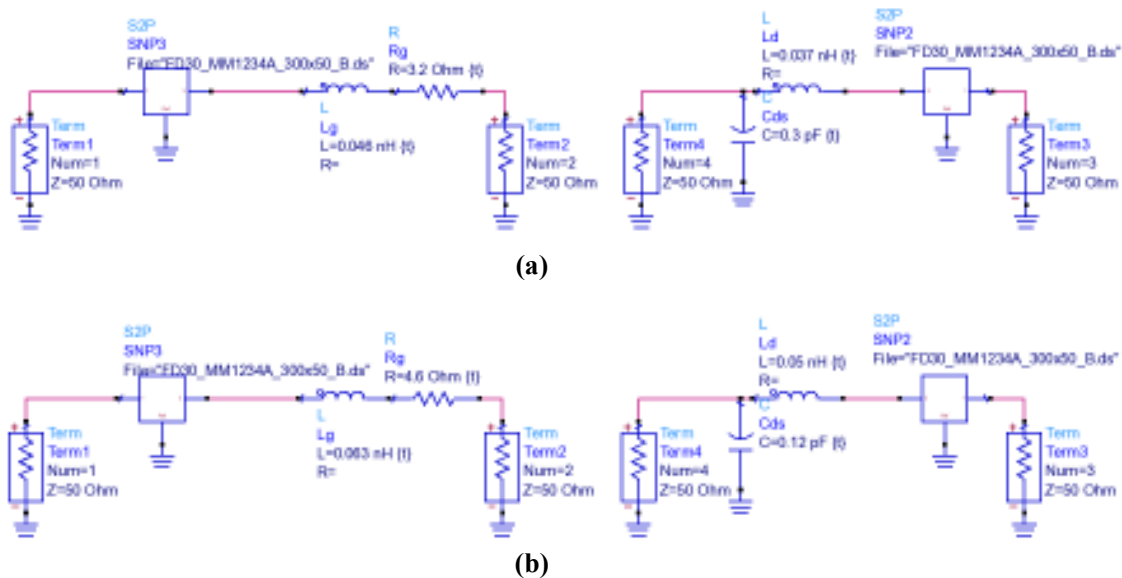 S2P
SNP3
File="FD30_MM1234A_300x50_B.ds"
R
Rg
R=3.2 Ohm {t}
L
Lg
L=0.046 nH {t}
R=
Term
Term1
Num=1
Z=50 Ohm
Term
Term2
Num=2
Z=50 Ohm
L
Ld
L=0.037 nH {t}
R=
C
Cds
C=0.3 pF {t}
S2P
SNP2
File="FD30_MM1234A_300x50_B.ds"
Term
Term4
Num=4
Z=50 Ohm
Term
Term3
Num=3
Z=50 Ohm
(a)
S2P
SNP3
File="FD30_MM1234A_300x50_B.ds"
R
Rg
R=4.6 Ohm {t}
L
Lg
L=0.063 nH {t}
R=
Term
Term1
Num=1
Z=50 Ohm
Term
Term2
Num=2
Z=50 Ohm
L
Ld
L=0.05 nH {t}
R=
C
Cds
C=0.12 pF {t}
S2P
SNP2
File="FD30_MM1234A_300x50_B.ds"
Term
Term4
Num=4
Z=50 Ohm
Term
Term3
Num=3
Z=50 Ohm
(b)